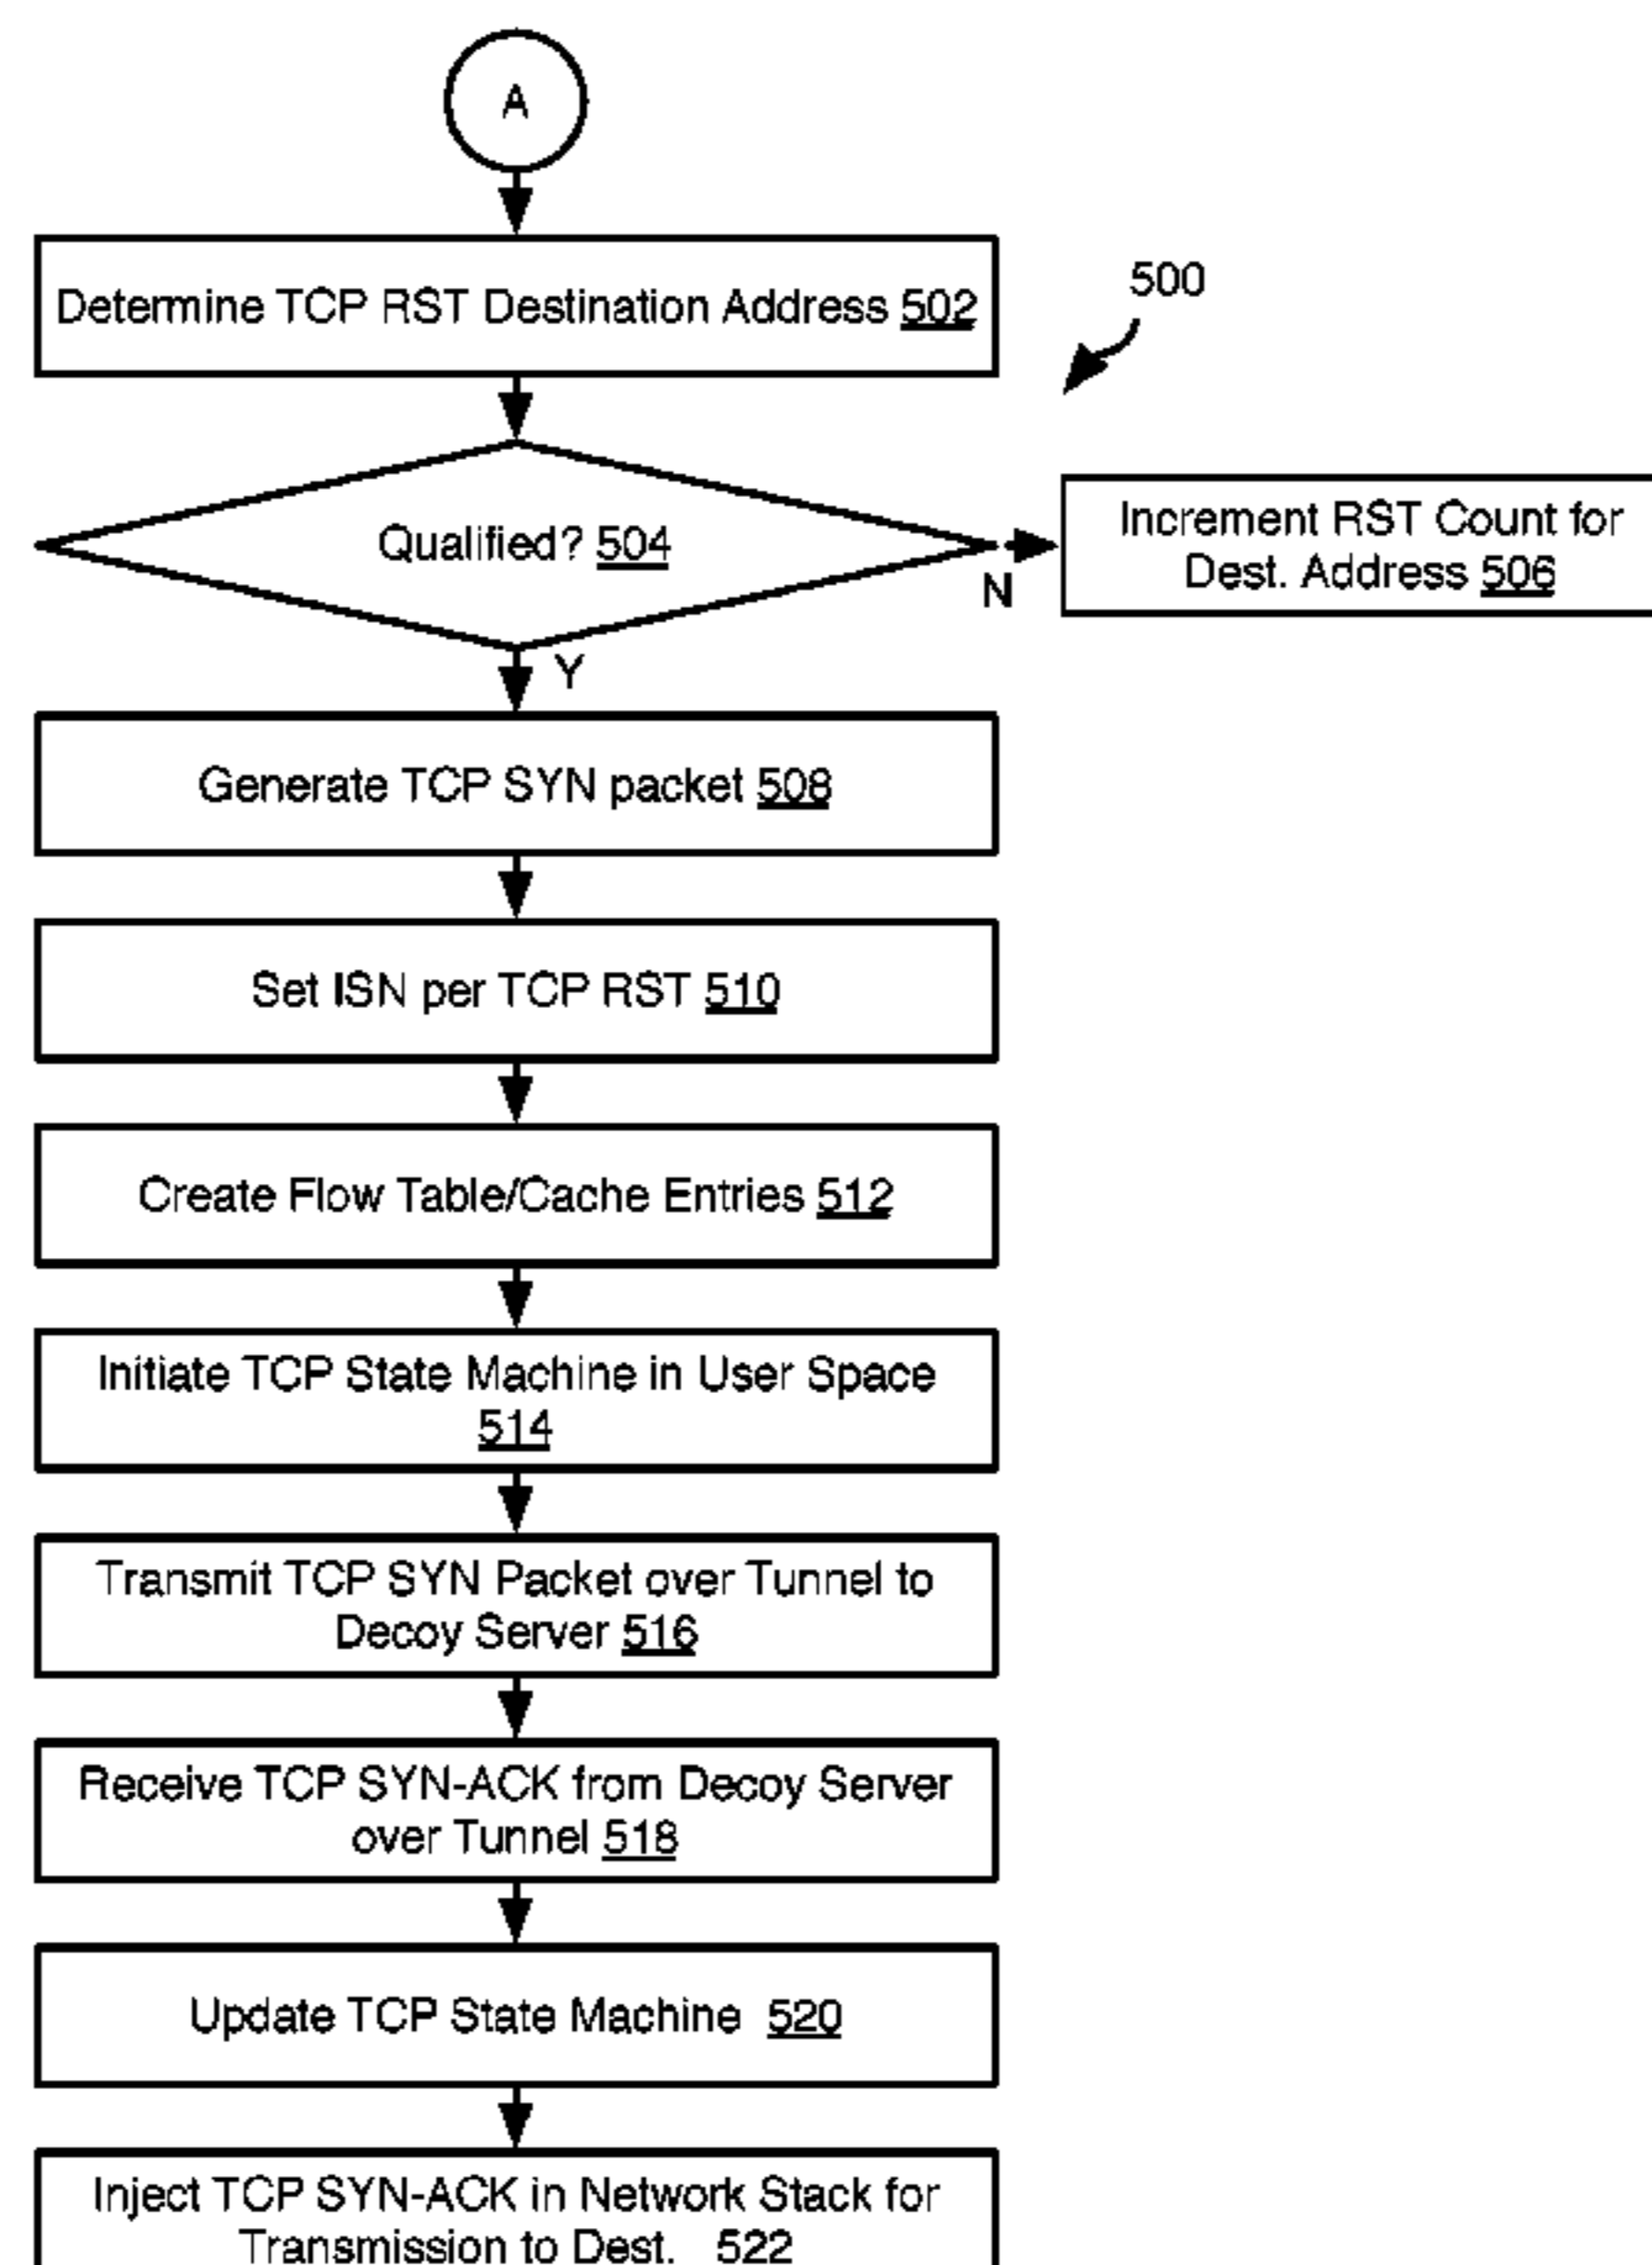 A
Determine TCP RST Destination Address 502
500
Qualified? 504
Increment RST Count for
Dest. Address 506
N
Y
Generate TCP SYN packet 508
Set ISN per TCP RST 510
Create Flow Table/Cache Entries 512
Initiate TCP State Machine in User Space
514
Transmit TCP SYN Packet over Tunnel to
Decoy Server 516
Receive TCP SYN-ACK from Decoy Server
over Tunnel 518
Update TCP State Machine 520
Inject TCP SYN-ACK in Network Stack for
Transmission to Dest. 522